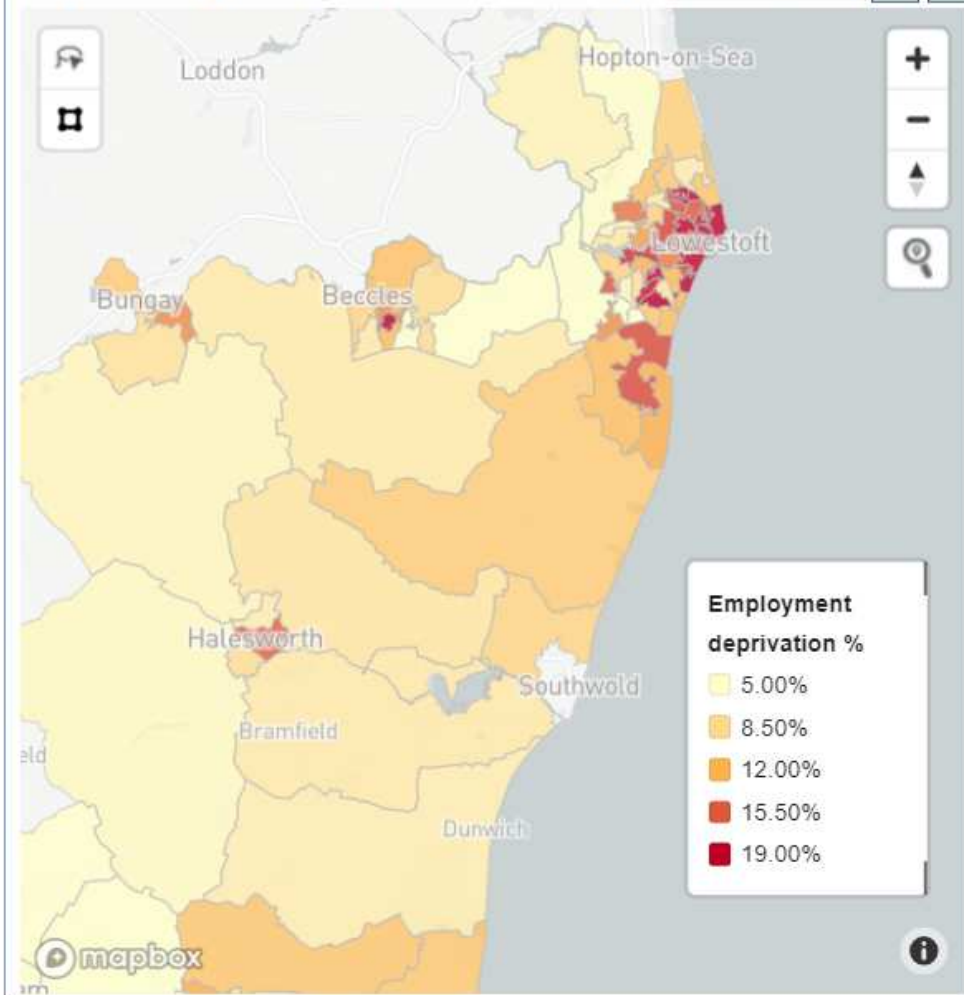 Hopton-on-Sea
Loddon
Lowestoft
Bungay
Beccles
Halesworth
Southwold
Bramfield
eld
Dunwich
Employment
deprivation %
5.00%
8.50%
12.00%
15.50%
19.00%
mapbox